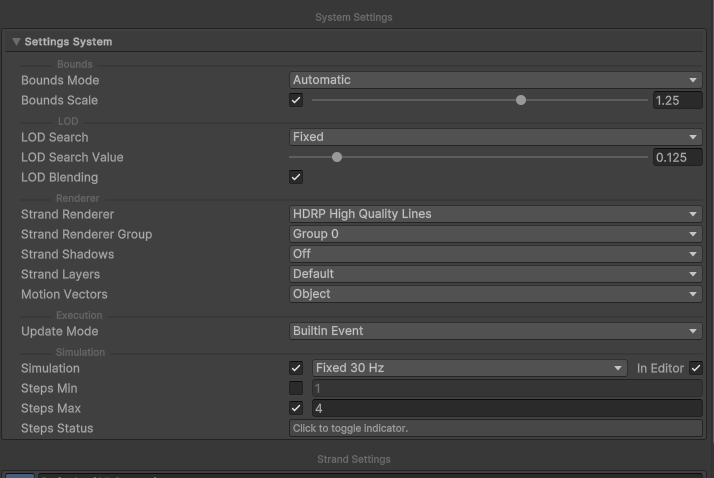 System Settings
Settings System
Bounds
Bounds Mode Automatic
Bounds Scale 1.25
LOD
LOD Search Fixed
LOD Search Value 0.125
LOD Blending
Renderer
Strand Renderer HDRP High Quality Lines
Strand Renderer Group Group 0
Strand Shadows Off
Strand Layers Default
Motion Vectors Object
Execution
Update Mode Builtin Event
Simulation
Simulation Fixed 30 Hz In Editor
Steps Min 1
Steps Max 4
Steps Status Click to toggle indicator.
Strand Settings